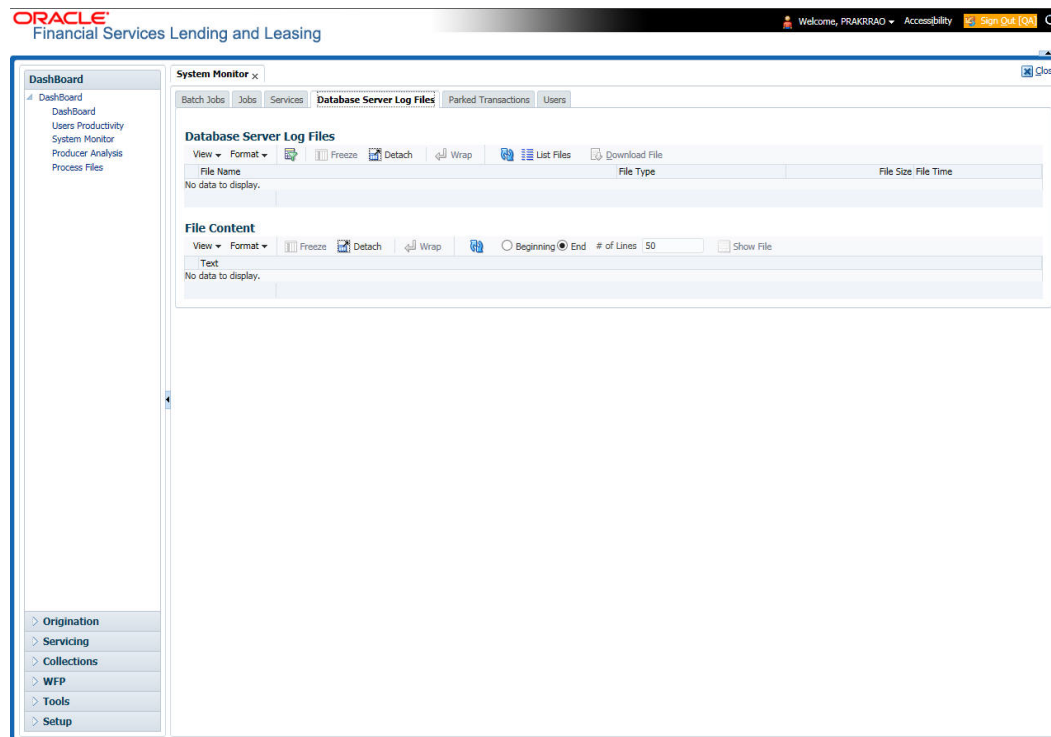 ORACLE
Financial Services Lending and Leasing
Welcome, PRAKRRAO Accessibility Sign Out [QA]
DashBoard
DashBoard
DashBoard
Users Productivity
System Monitor
Producer Analysis
Process Files
Origination
Servicing
Collections
WFP
Tools
Setup
System Monitor x
Clos
Batch Jobs Jobs Services Database Server Log Files Parked Transactions Users
Database Server Log Files
View Format Freeze Detach Wrap List Files Download File
File Name File Type File Size File Time
No data to display.
File Content
View Format Freeze Detach Wrap Beginning End # of Lines 50 Show File
Text
No data to display.